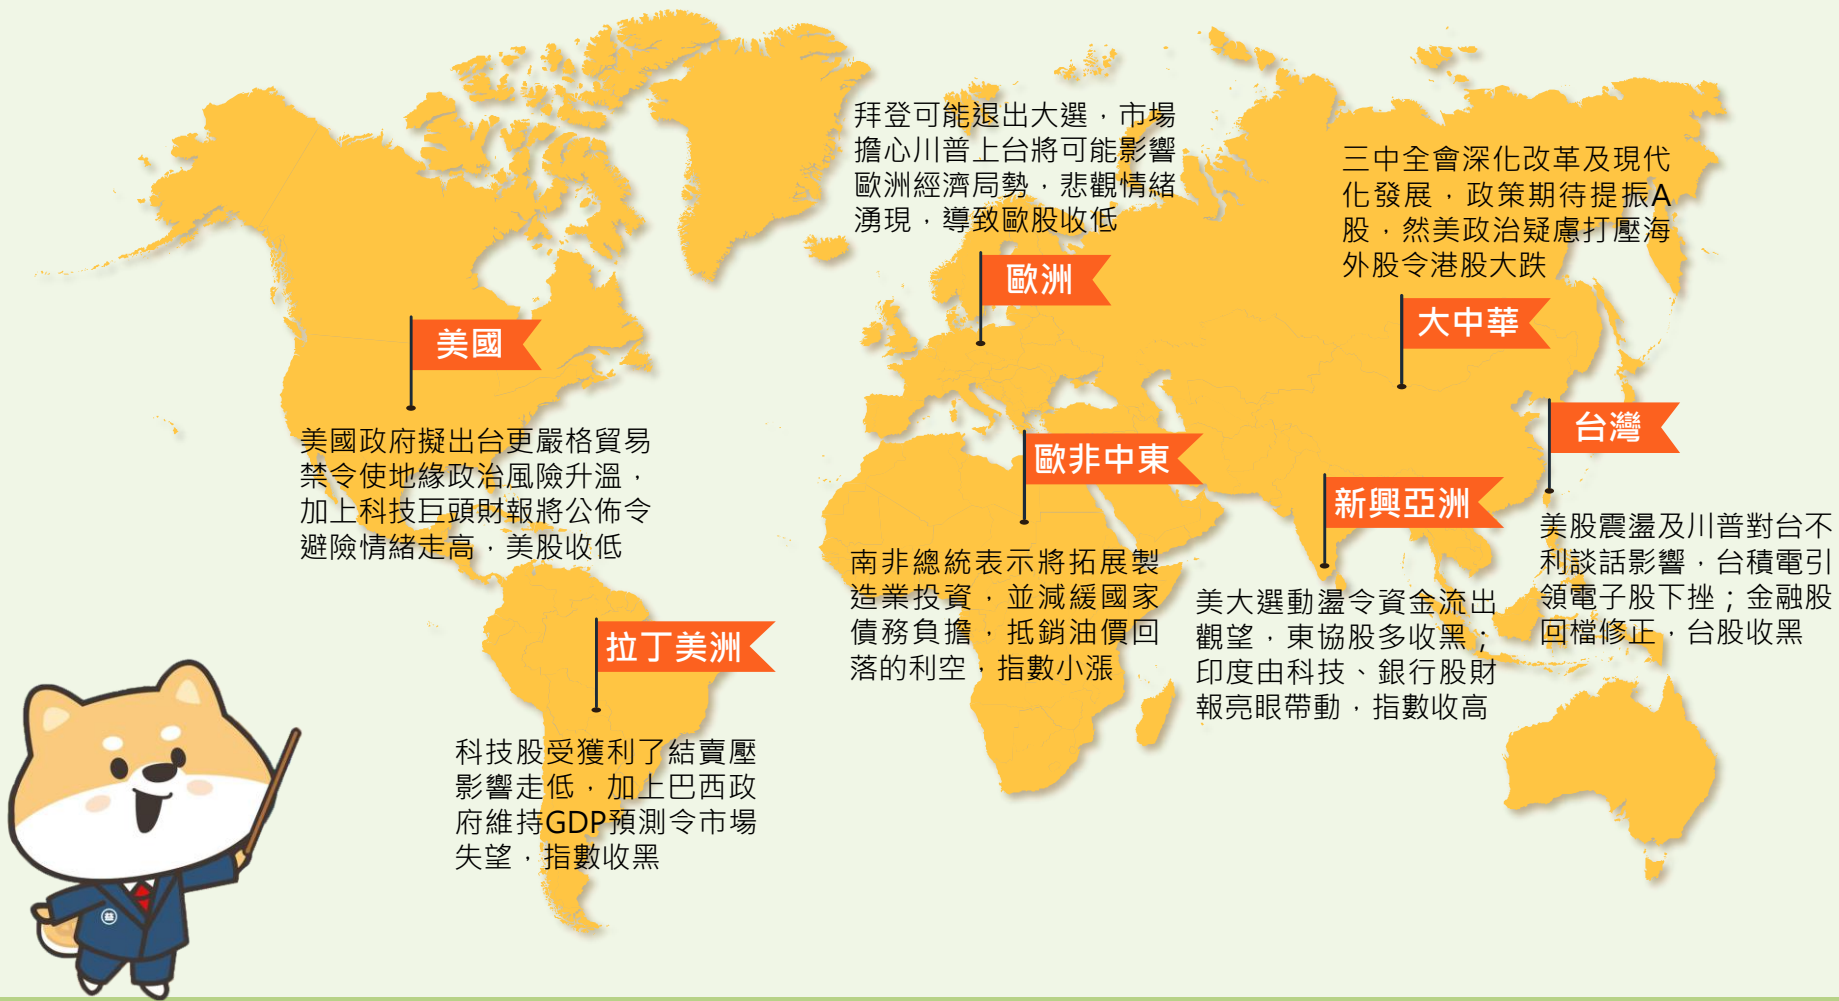 拜登可能退出大選，市場
擔心川普上台將可能影響
歐洲經濟局勢，悲觀情緒
湧現，導致歐股收低
歐洲
三中全會深化改革及現代
化發展，政策期待提振A
股，然美政治疑慮打壓海
外股令港股大跌
大中華
美國
美國政府擬出台更嚴格貿易
禁令使地緣政治風險升溫，
加上科技巨頭財報將公佈令
避險情緒走高，美股收低
歐非中東
南非總統表示將拓展製
造業投資，並減緩國家
債務負擔，抵銷油價回
落的利空，指數小漲
新興亞洲
美大選動盪令資金流出
觀望，東協股多收黑；
印度由科技、銀行股財
報亮眼帶動，指數收高
台灣
美股震盪及川普對台不
利談話影響，台積電引
領電子股下挫；金融股
回檔修正，台股收黑
拉丁美洲
科技股受獲利了結賣壓
影響走低，加上巴西政
府維持GDP預測令市場
失望，指數收黑